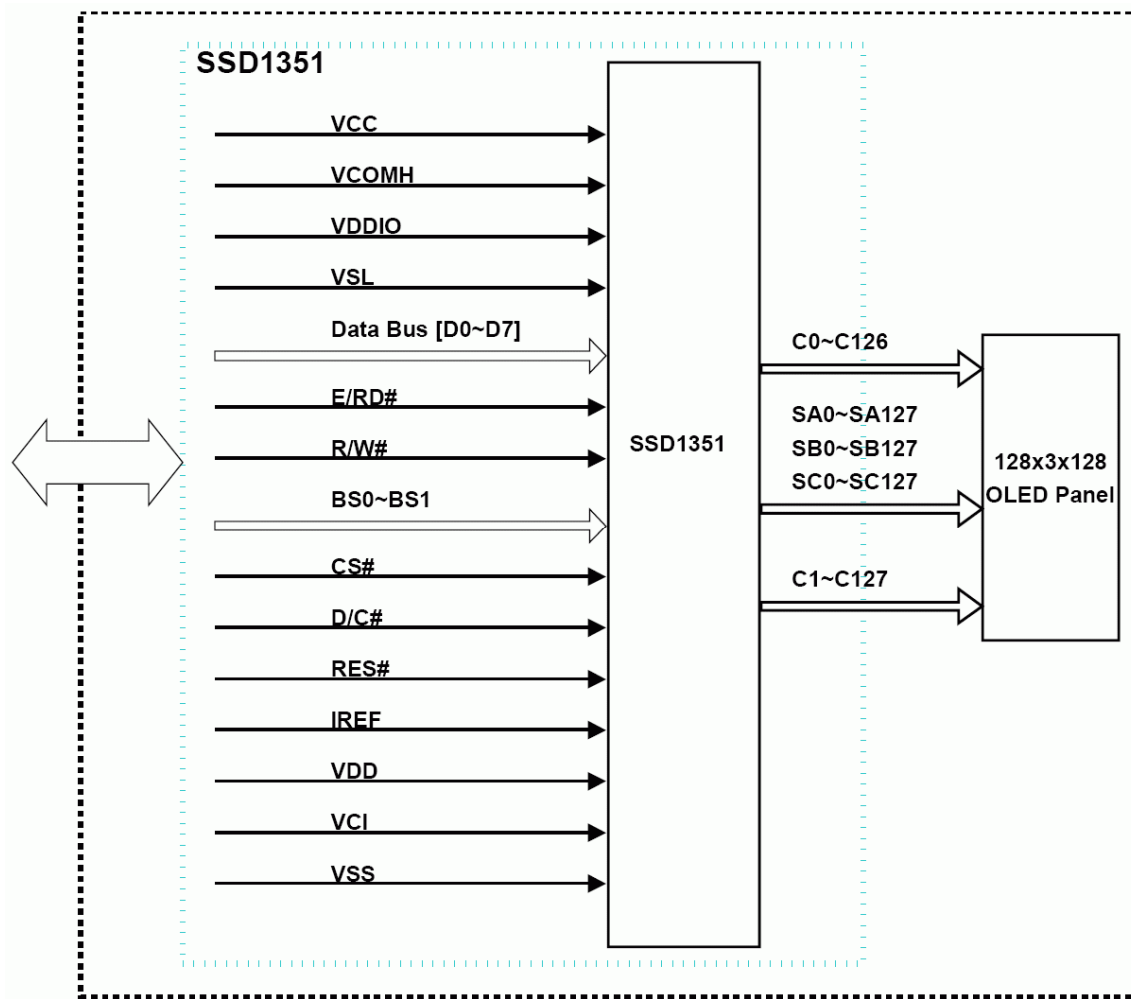 SSD1351
VCC
VCOMH
VDDIO
VSL
Data Bus [D0~D7]
E/RD#
R/W#
BS0~BS1
CS#
D/C#
RES#
IREF
VDD
VCI
VSS
SSD1351
C0~C126
SA0~SA127
SB0~SB127
SC0~SC127
C1~C127
128x3x128
OLED Panel